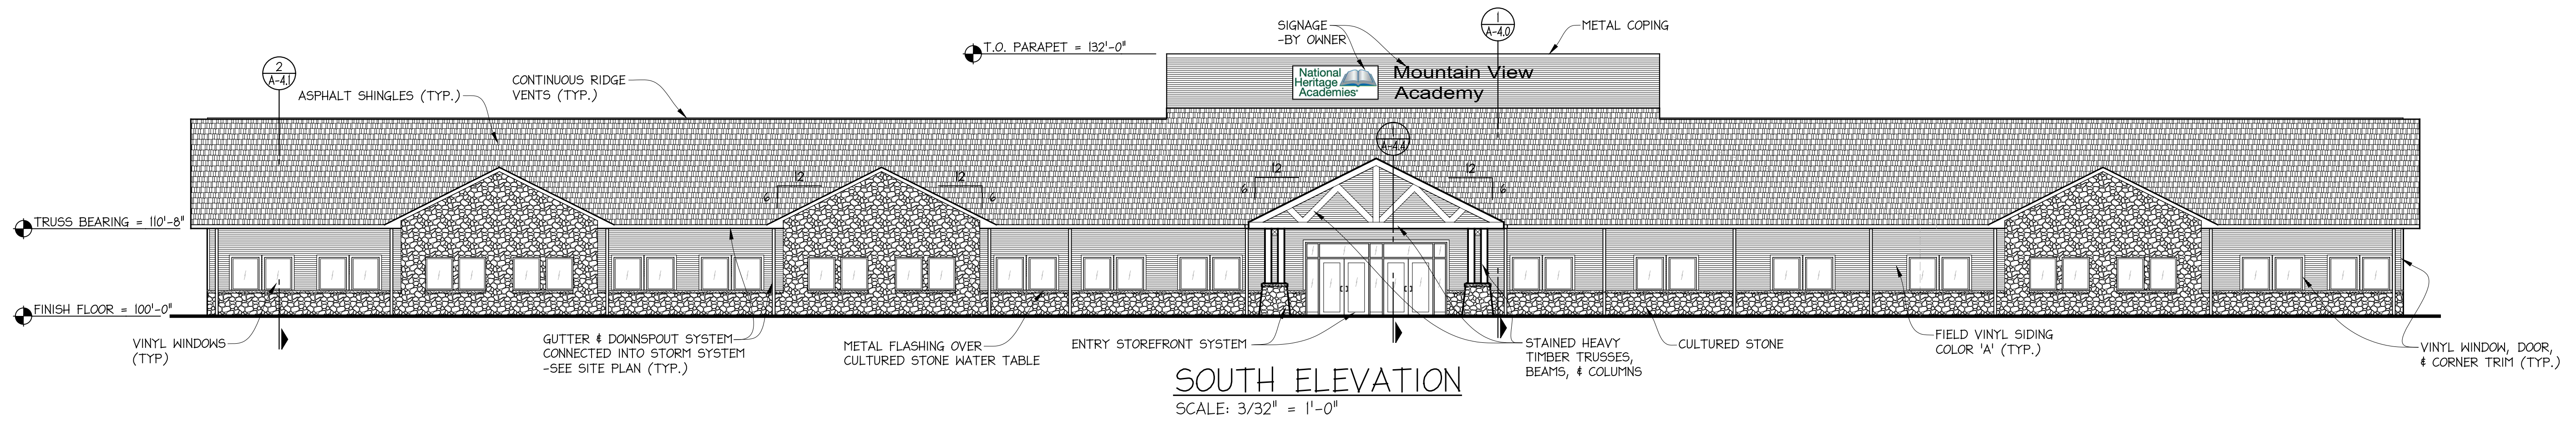 SIGNAGE
-BY OWNER
1
A-4.0
METAL COPING
T.O. PARAPET = 132'-0"
2
A-4.1
CONTINUOUS RIDGE
VENTS (TYP.)
ASPHALT SHINGLES (TYP.)
National
Heritage
Academies
Mountain View
Academy
1
A-4.4
12
6
12
6
12
6
12
6
TRUSS BEARING = 110'-8"
FINISH FLOOR = 100'-0"
VINYL WINDOWS
(TYP)
GUTTER & DOWNSPOUT SYSTEM
CONNECTED INTO STORM SYSTEM
-SEE SITE PLAN (TYP.)
METAL FLASHING OVER
CULTURED STONE WATER TABLE
ENTRY STOREFRONT SYSTEM
STAINED HEAVY
TIMBER TRUSSES,
BEAMS, & COLUMNS
CULTURED STONE
FIELD VINYL SIDING
COLOR 'A' (TYP.)
VINYL WINDOW, DOOR,
& CORNER TRIM (TYP.)
SOUTH ELEVATION
SCALE: 3/32" = 1'-0"